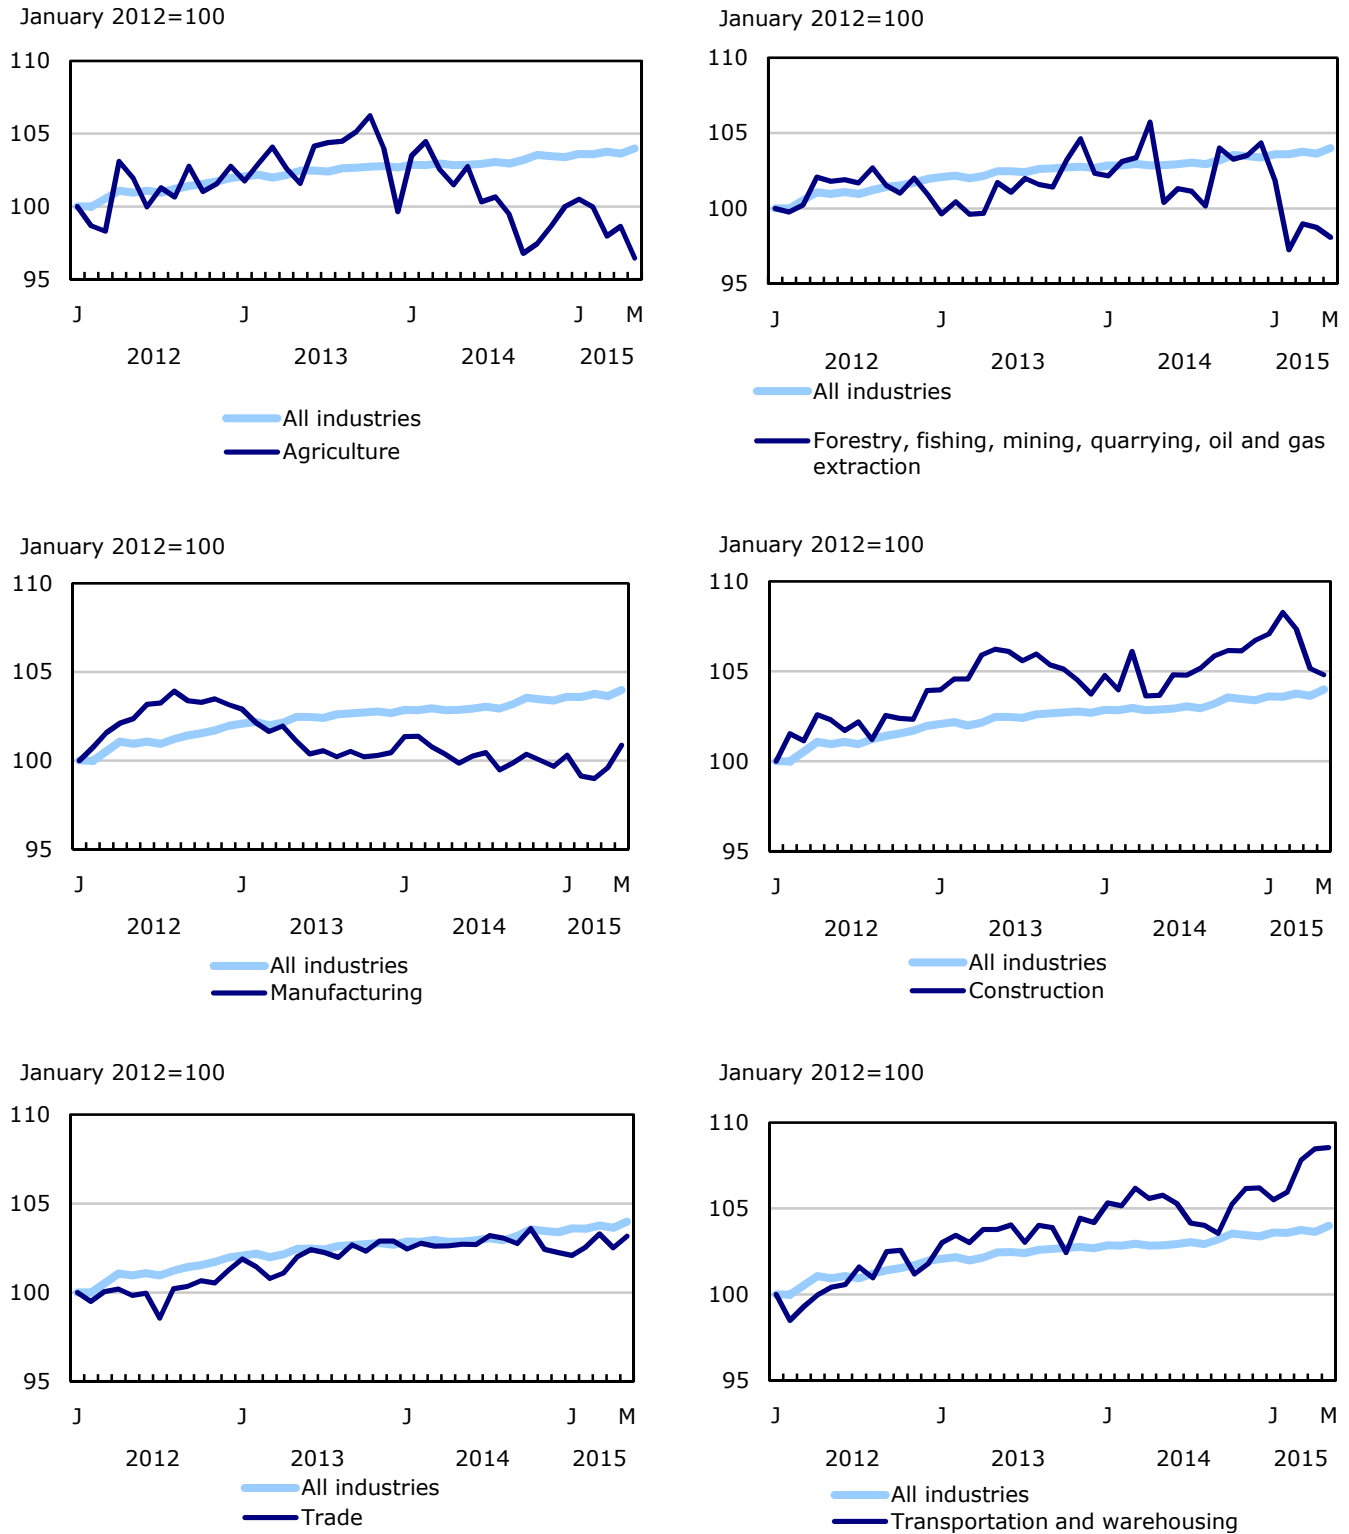 January 2012=100
110
105
100
95
J J J J M
2012 2013 2014 2015
All industries
Agriculture
January 2012=100
110
105
100
95
J J J J M
2012 2013 2014 2015
All industries
Forestry, fishing, mining, quarrying, oil and gas
extraction
January 2012=100
110
105
100
95
J J J J M
2012 2013 2014 2015
All industries
Manufacturing
January 2012=100
110
105
100
95
J J J J M
2012 2013 2014 2015
All industries
Construction
January 2012=100
110
105
100
95
J J J J M
2012 2013 2014 2015
All industries
Trade
January 2012=100
110
105
100
95
J J J J M
2012 2013 2014 2015
All industries
Transportation and warehousing